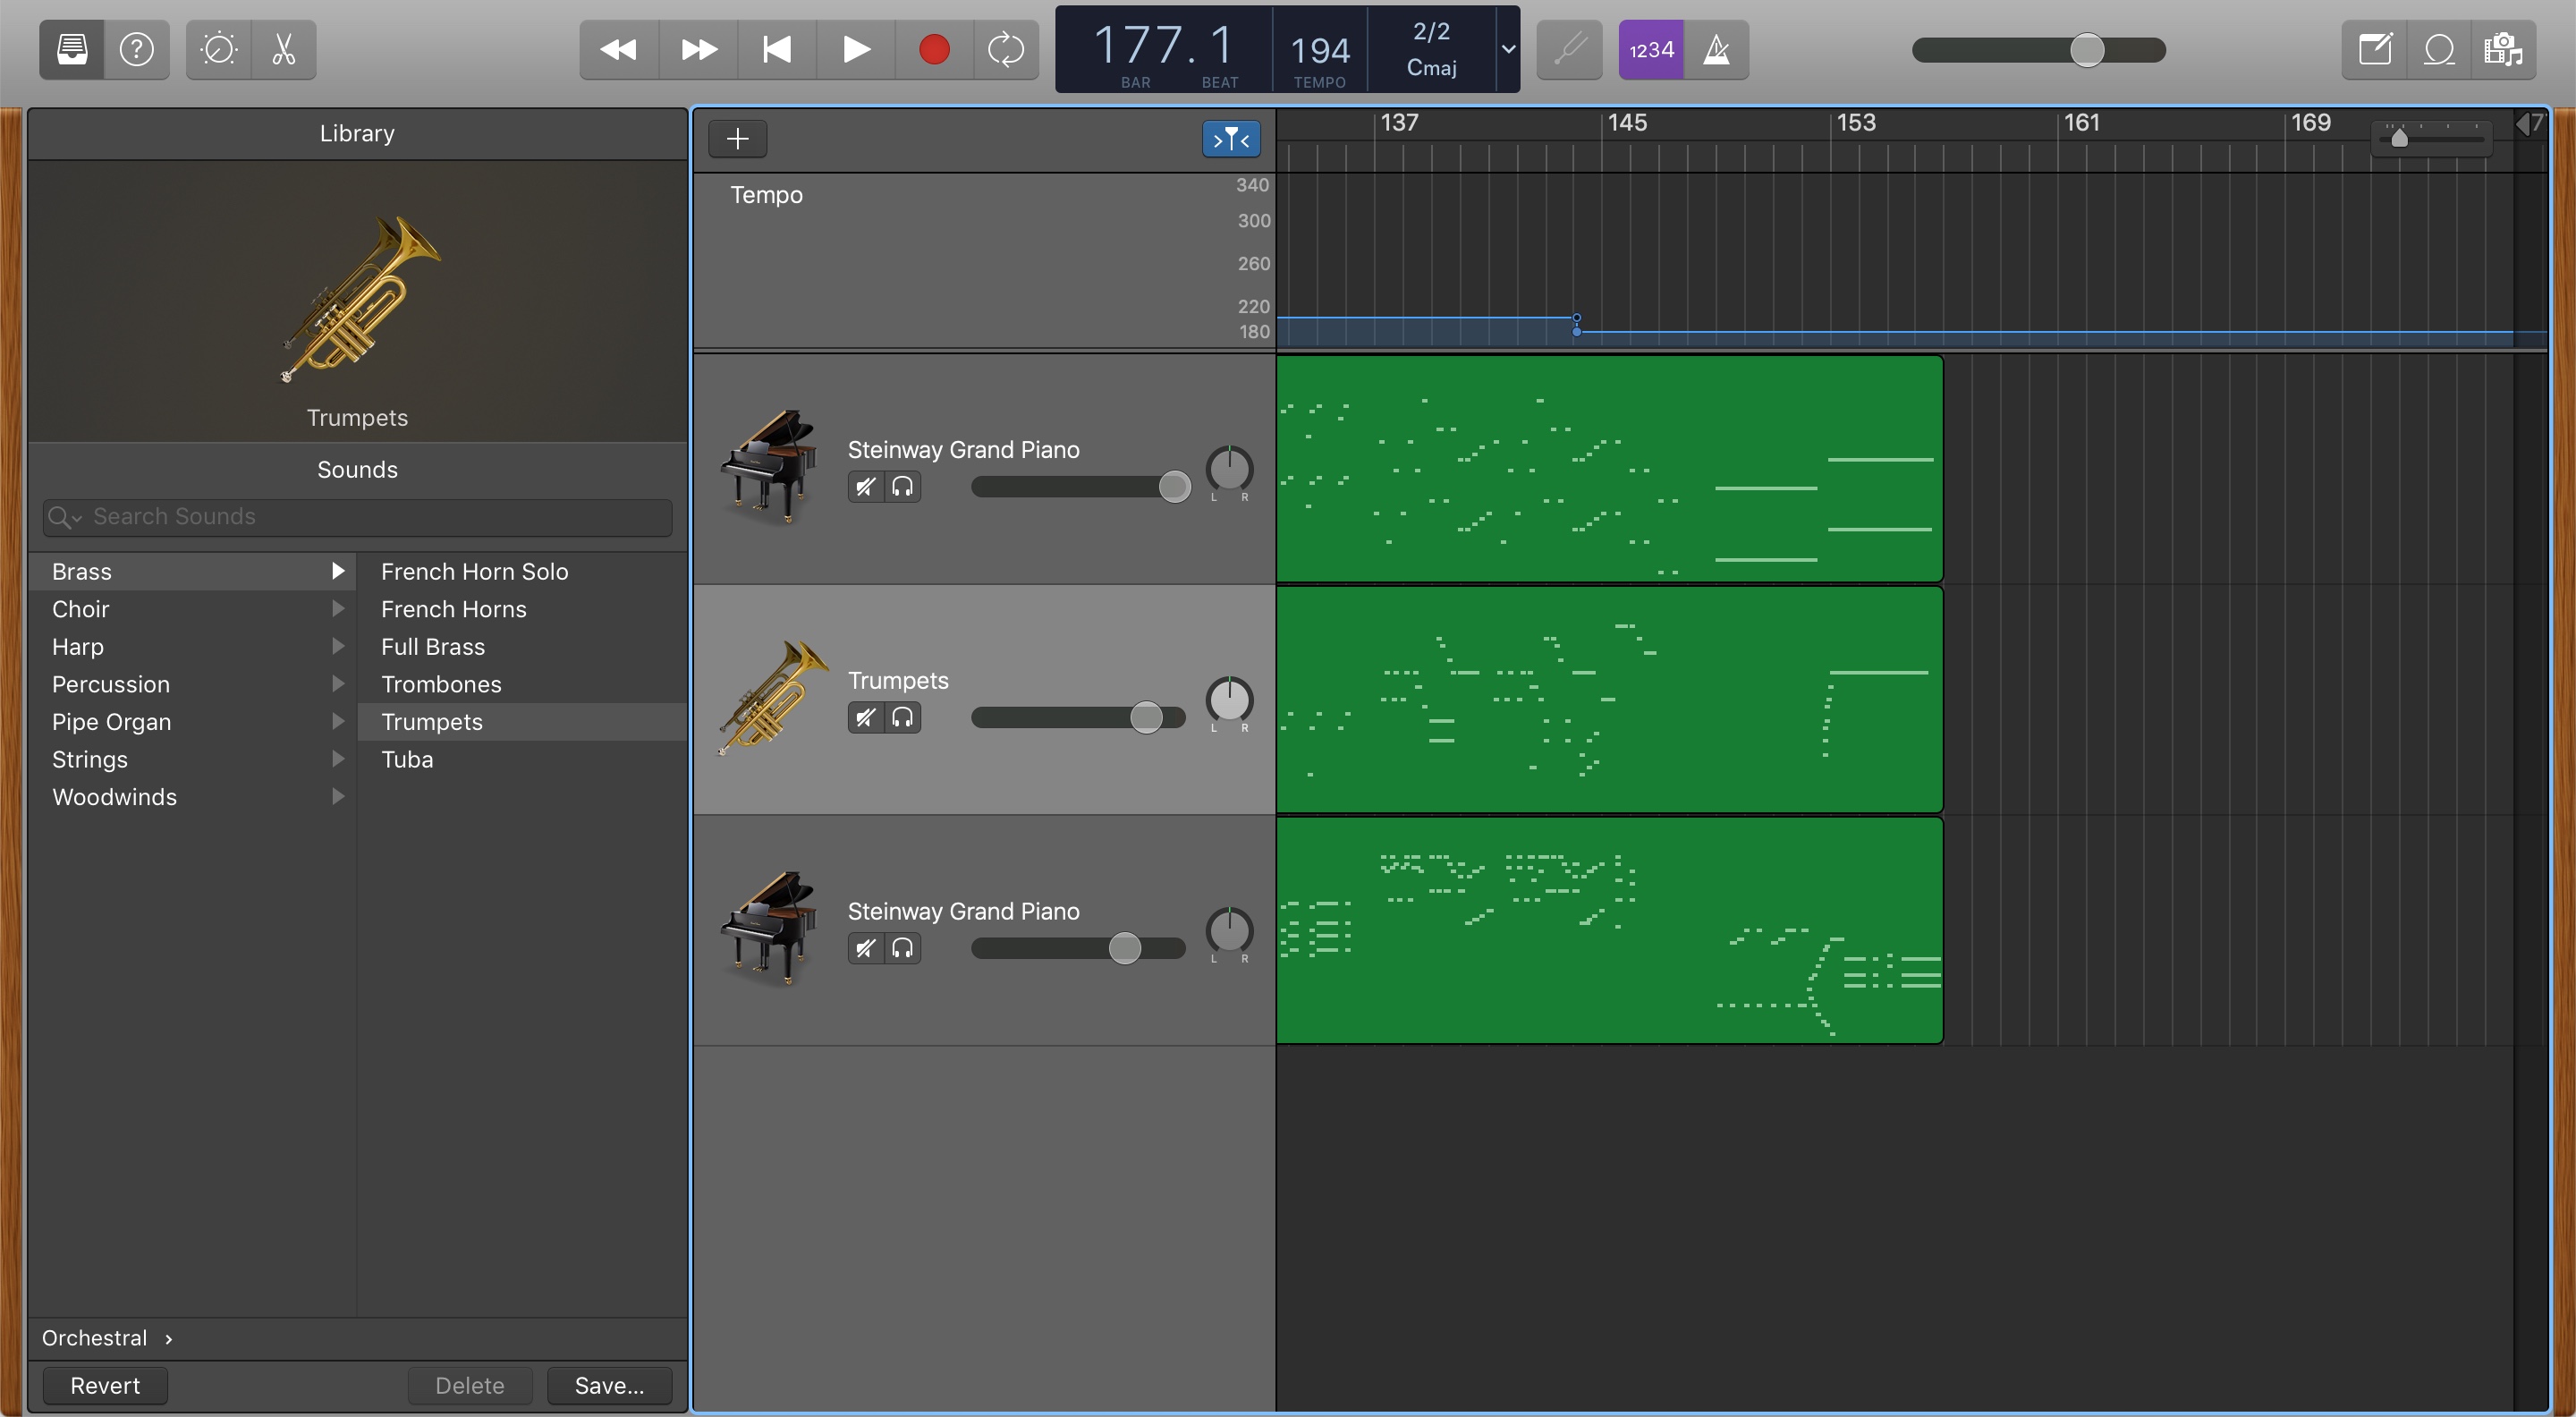 177. 1
BAR BEAT
194
TEMPO
2/2
Cmaj
1234
Library
Trumpets
Sounds
Search Sounds
Brass
Choir
Harp
Percussion
Pipe Organ
Strings
Woodwinds
French Horn Solo
French Horns
Full Brass
Trombones
Trumpets
Tuba
Orchestral ›
Revert Delete Save...
137 145 153 161 169
Tempo
340
300
260
220
180
Steinway Grand Piano
L R
Trumpets
L R
Steinway Grand Piano
L R